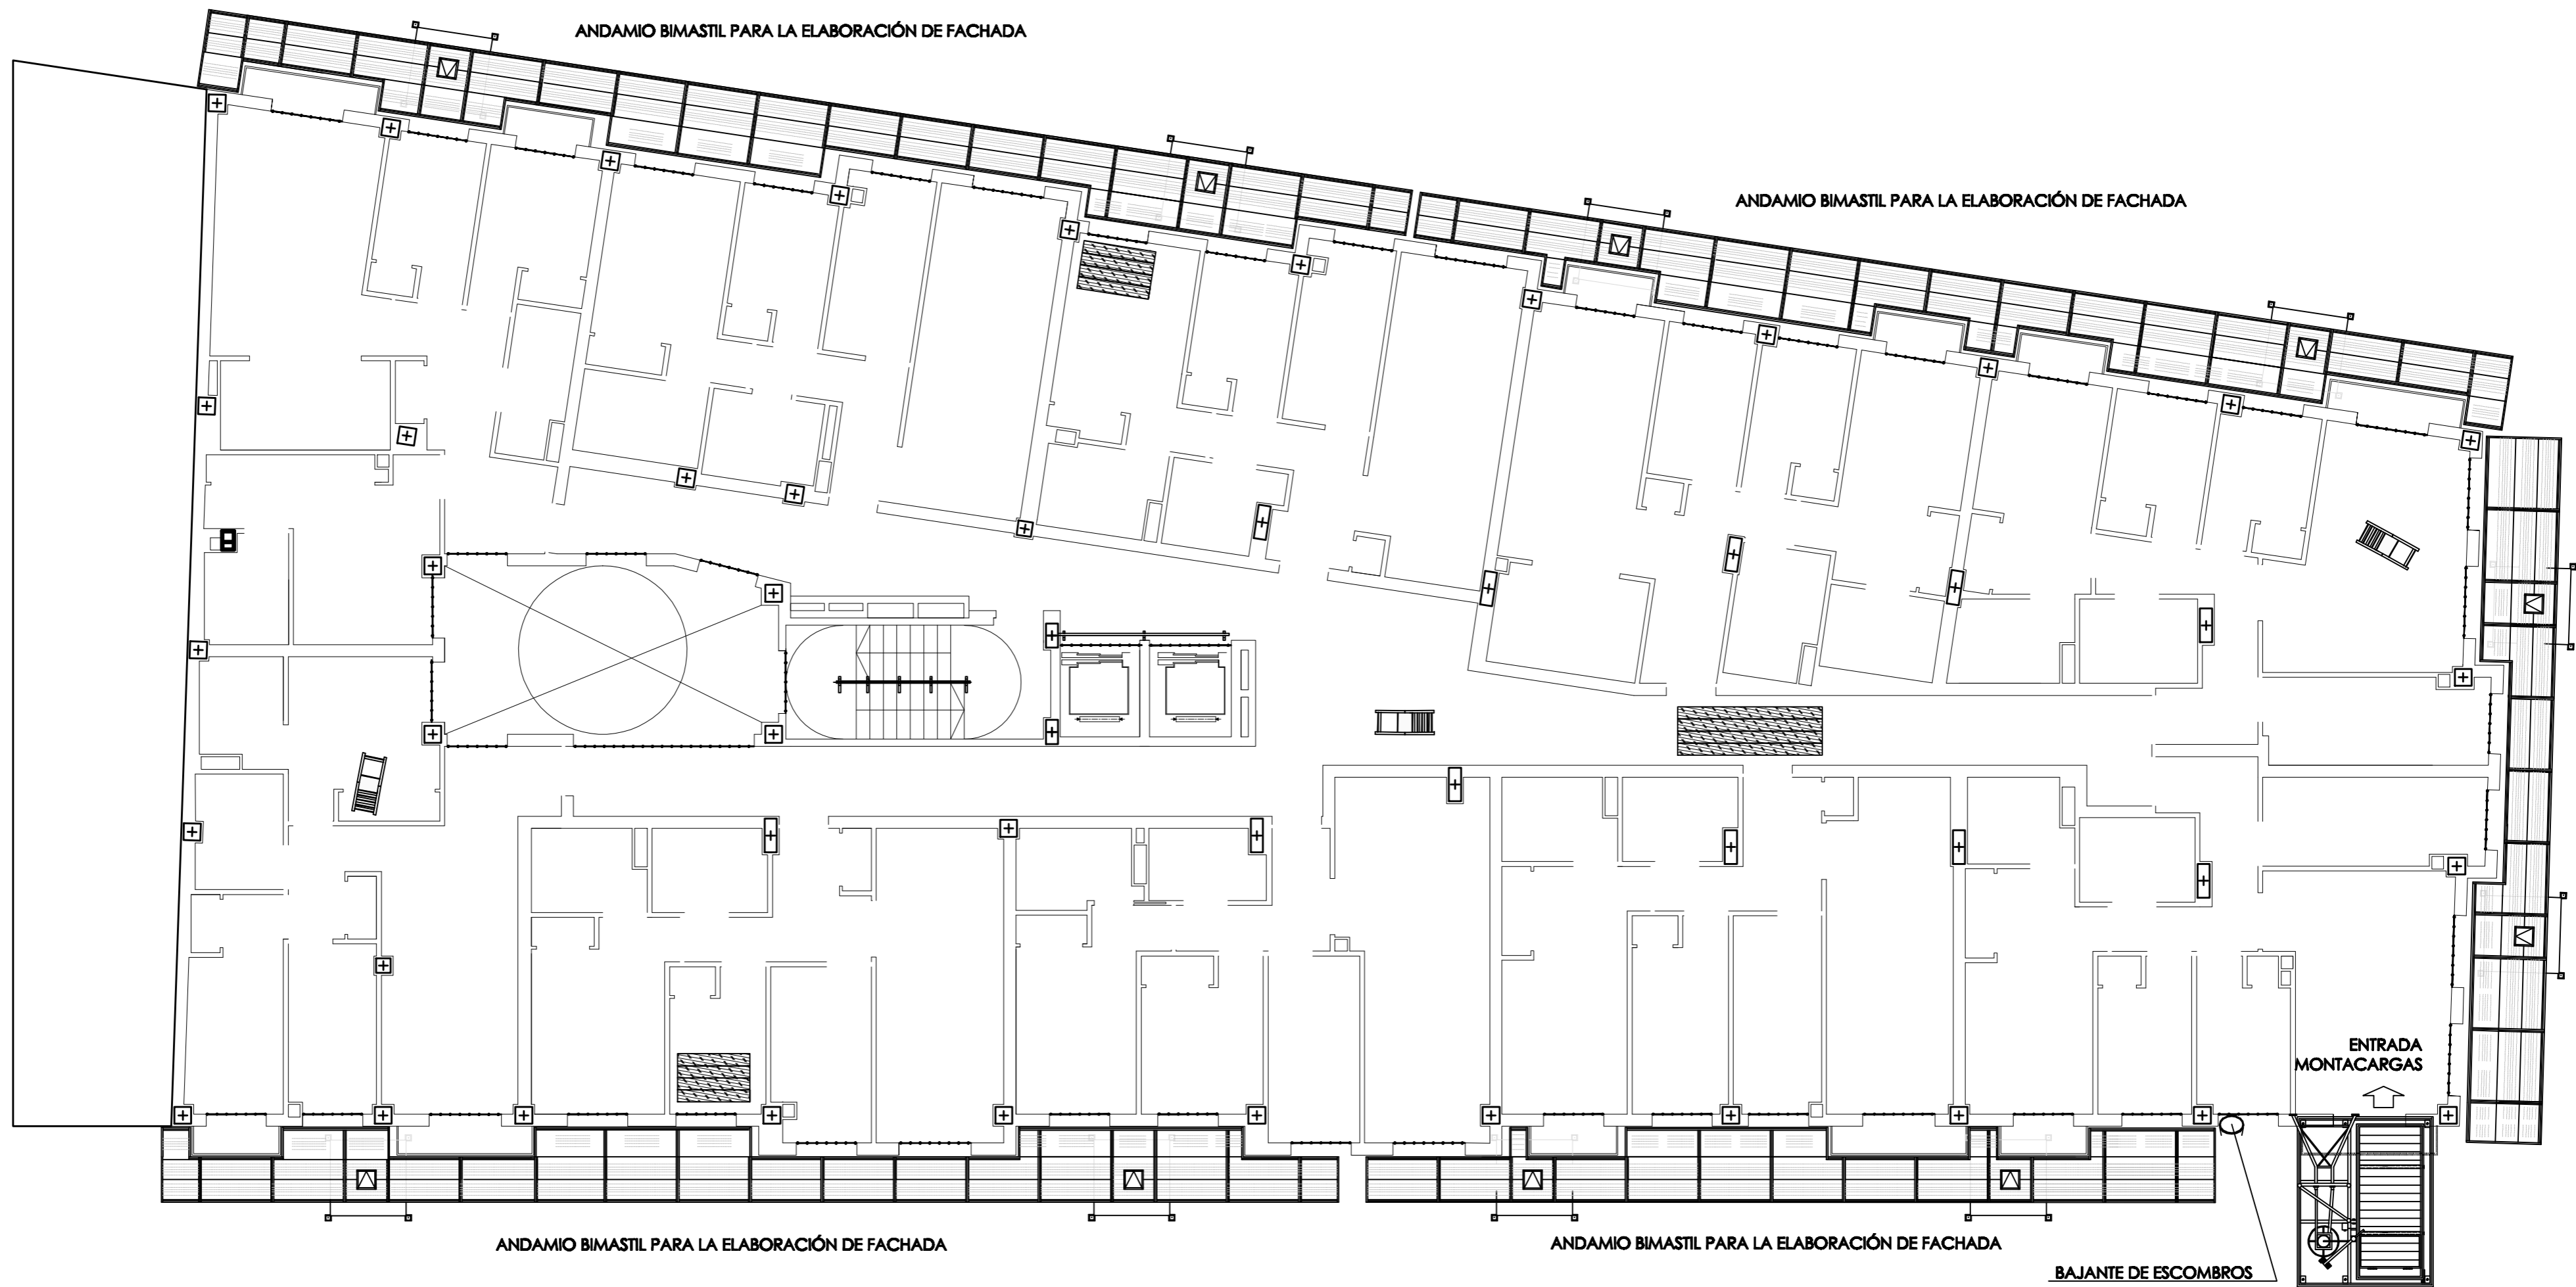 ANDAMIO BIMASTIL PARA LA ELABORACIÓN DE FACHADA
ANDAMIO BIMASTIL PARA LA ELABORACIÓN DE FACHADA
ENTRADA
MONTACARGAS
ANDAMIO BIMASTIL PARA LA ELABORACIÓN DE FACHADA
ANDAMIO BIMASTIL PARA LA ELABORACIÓN DE FACHADA
BAJANTE DE ESCOMBROS